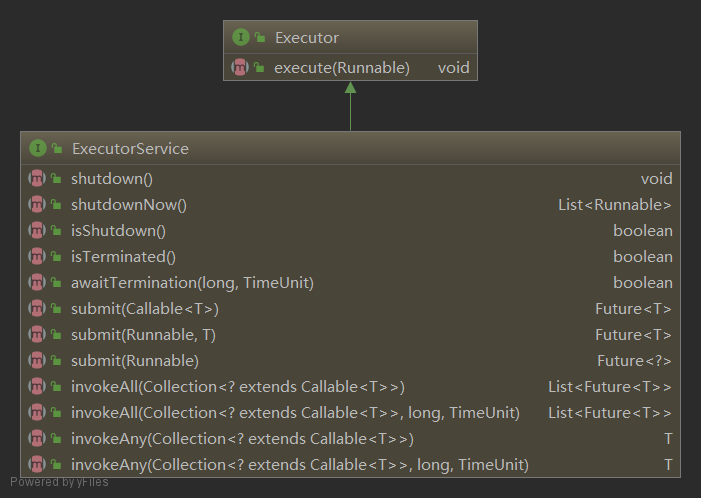 I Executor
m execute(Runnable) void
I ExecutorService
m shutdown() void
m shutdownNow() List<Runnable>
m isShutdown() boolean
m isTerminated() boolean
m awaitTermination(long, TimeUnit) boolean
m submit(Callable<T>) Future<T>
m submit(Runnable, T) Future<T>
m submit(Runnable) Future<?>
m invokeAll(Collection<? extends Callable<T>>) List<Future<T>>
m invokeAll(Collection<? extends Callable<T>>, long, TimeUnit) List<Future<T>>
m invokeAny(Collection<? extends Callable<T>>) T
m invokeAny(Collection<? extends Callable<T>>, long, TimeUnit) T
Powered by yFiles